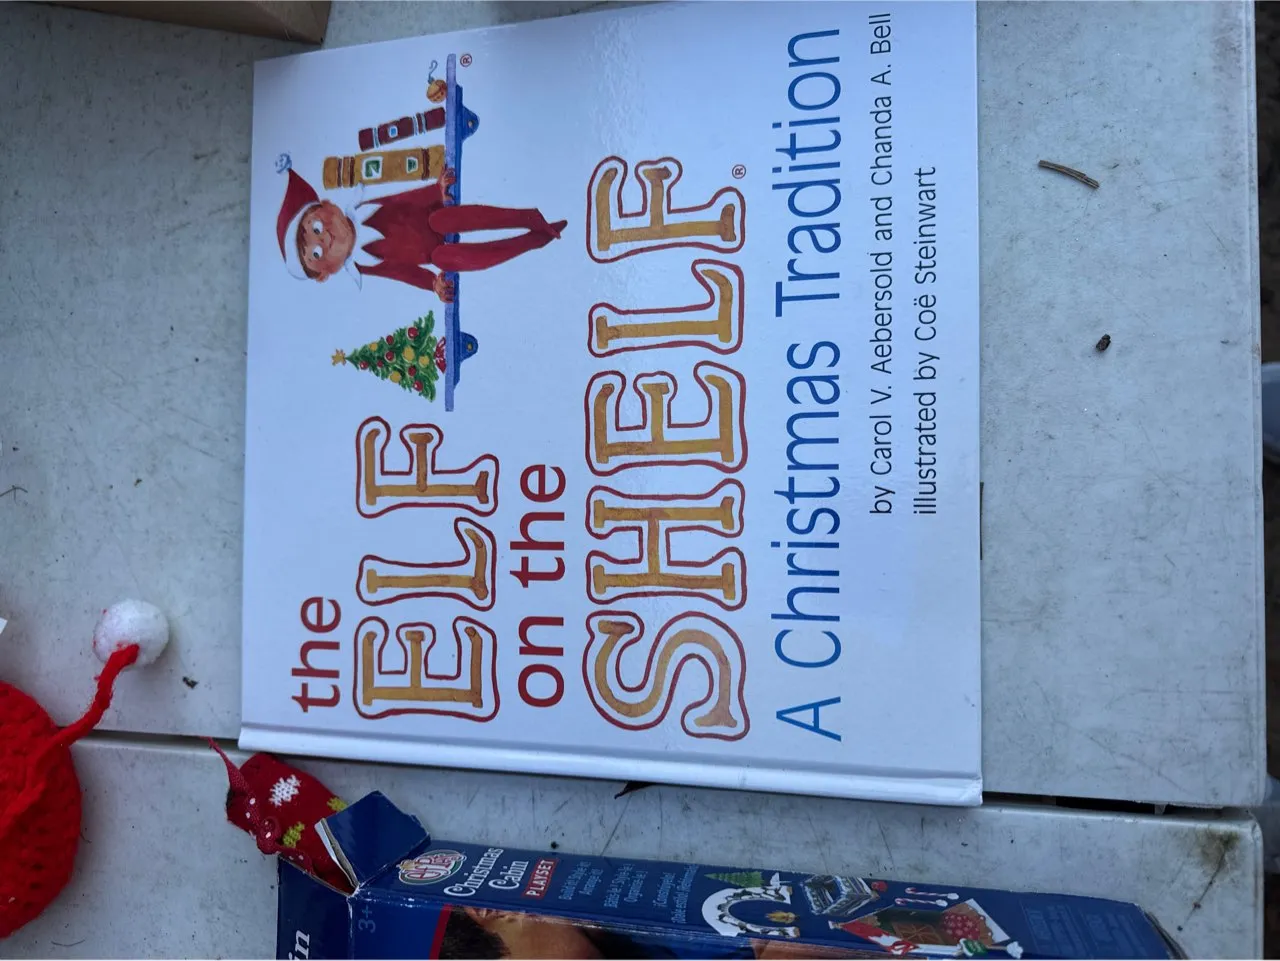 the
ELF
on the
SHELF®
A Christmas Tradition
by Carol V. Aebersold and Chanda A. Bell
illustrated by Coë Steinwart
®
Christmas
Cabin
PLAYSET
3+
in